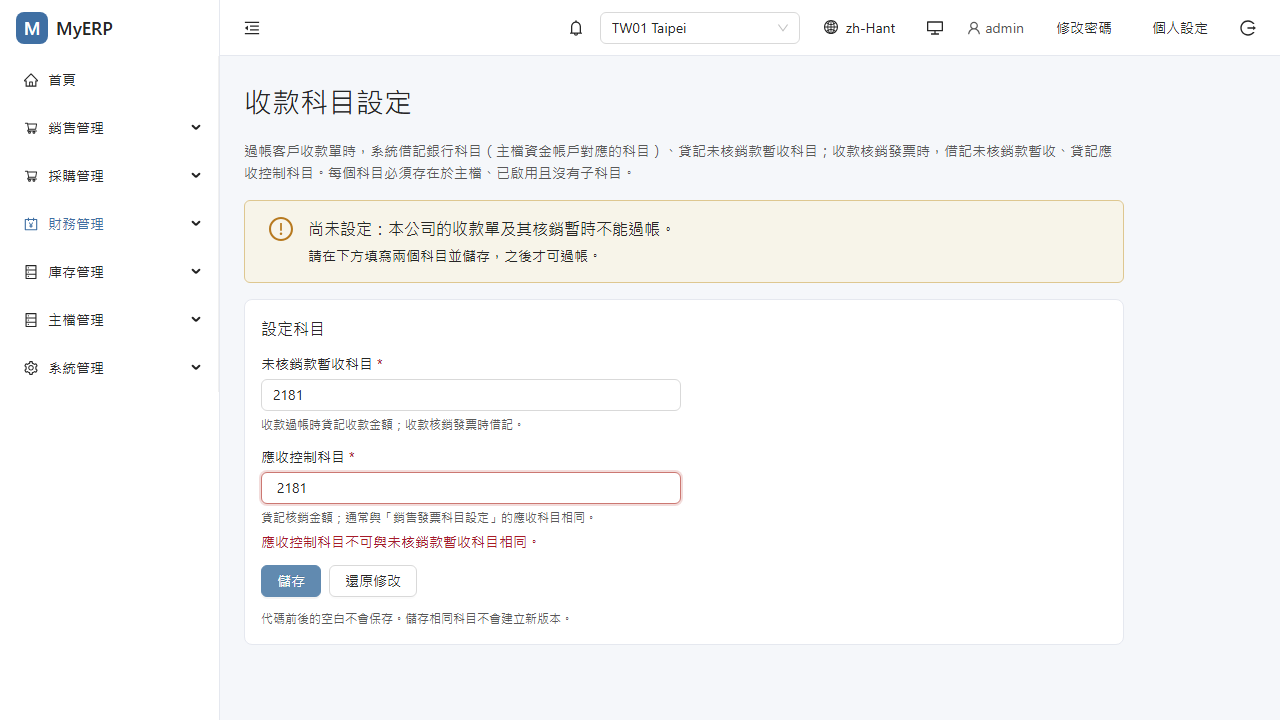 M MyERP
TW01 Taipei
zh-Hant
admin
修改密碼
個人設定
首頁
銷售管理
採購管理
財務管理
庫存管理
主檔管理
系統管理
收款科目設定
過帳客戶收款單時，系統借記銀行科目（主檔資金帳戶對應的科目）、貸記未核銷款暫收科目；收款核銷發票時，借記未核銷款暫收、貸記應
收控制科目。每個科目必須存在於主檔、已啟用且沒有子科目。
尚未設定：本公司的收款單及其核銷暫時不能過帳。
請在下方填寫兩個科目並儲存，之後才可過帳。
設定科目
未核銷款暫收科目 *
2181
收款過帳時貸記收款金額；收款核銷發票時借記。
應收控制科目 *
2181
貸記核銷金額；通常與「銷售發票科目設定」的應收科目相同。
應收控制科目不可與未核銷款暫收科目相同。
儲存
還原修改
代碼前後的空白不會保存。儲存相同科目不會建立新版本。